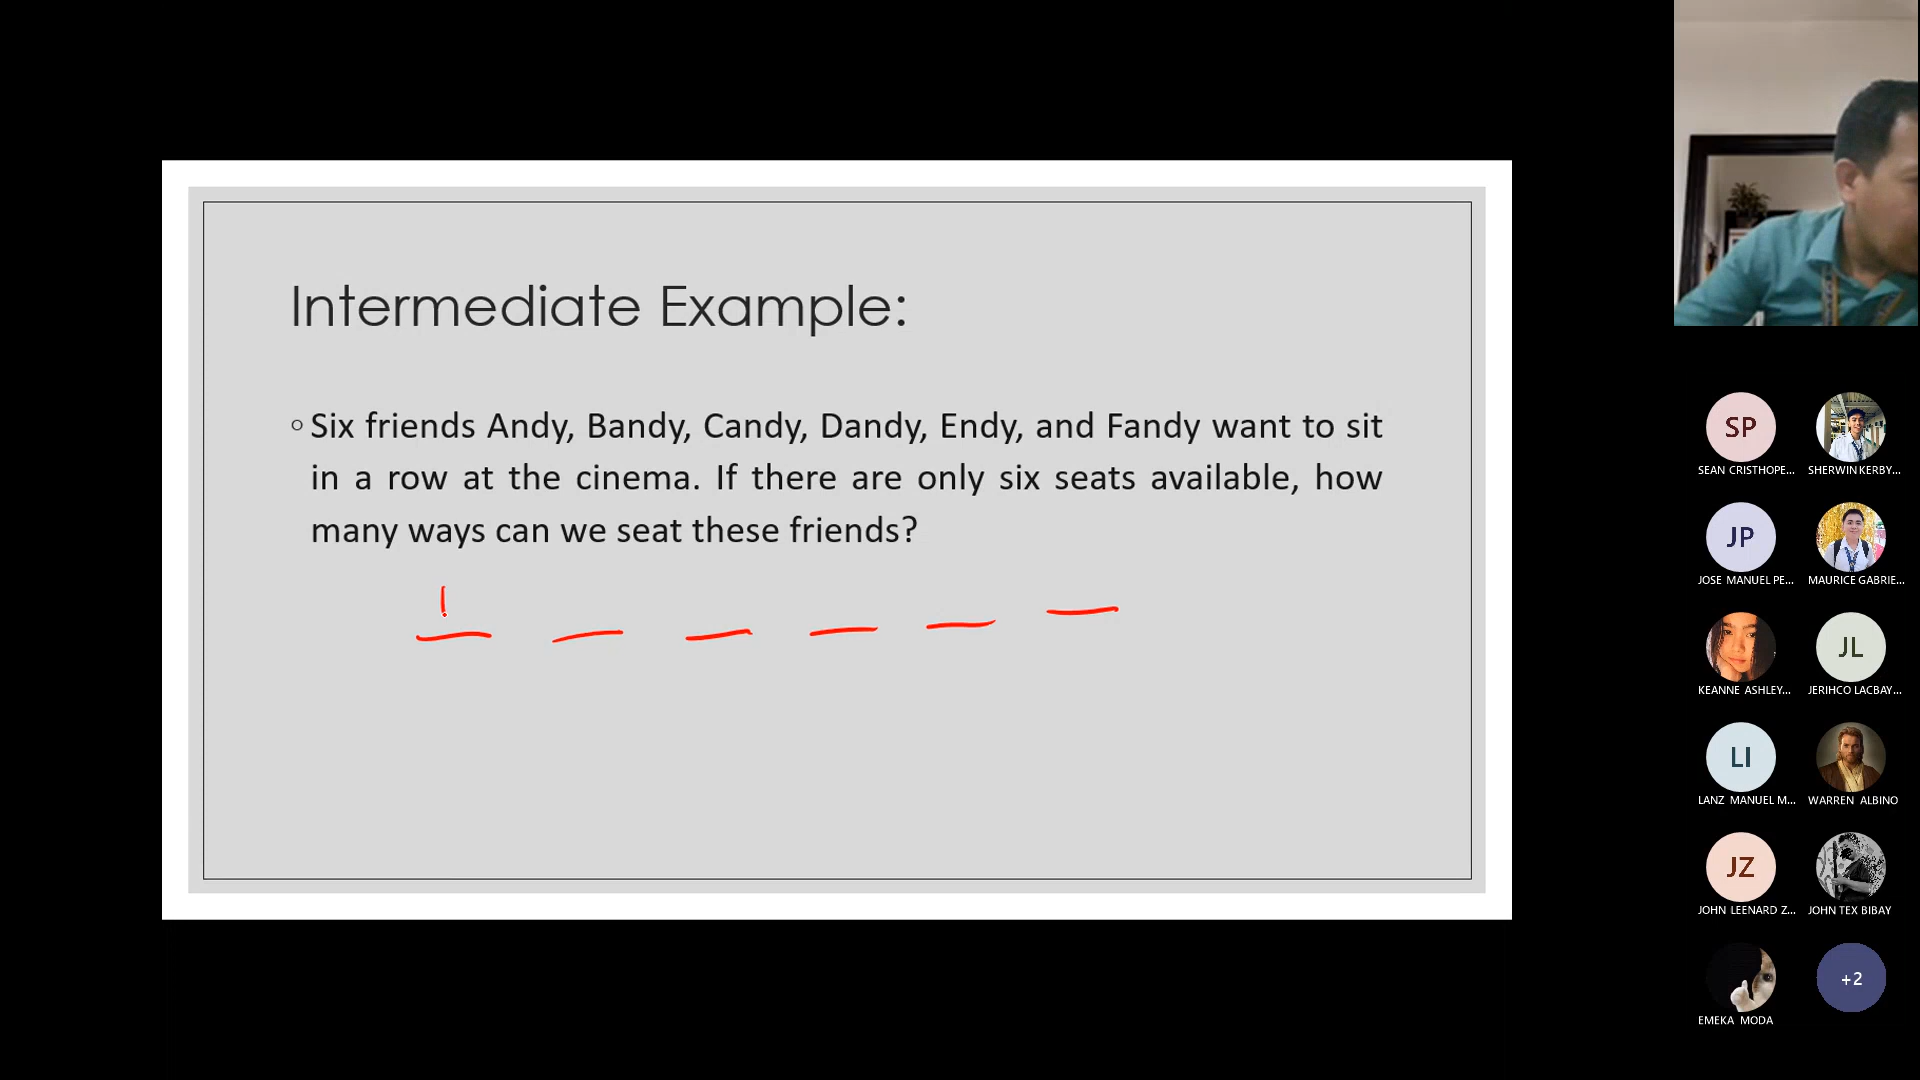 Intermediate Example:
◦ Six friends Andy, Bandy, Candy, Dandy, Endy, and Fandy want to sit
in a row at the cinema. If there are only six seats available, how
many ways can we seat these friends?
SP
SEAN CRISTHOPE...
SHERWIN KERBY...
JP
JOSE MANUEL PE...
MAURICE GABRIE...
KEANNE ASHLEY...
JL
JERIHCO LACBAY...
LI
LANZ MANUEL M...
WARREN ALBINO
JZ
JOHN LEENARD Z...
JOHN TEX BIBAY
EMEKA MODA
+2